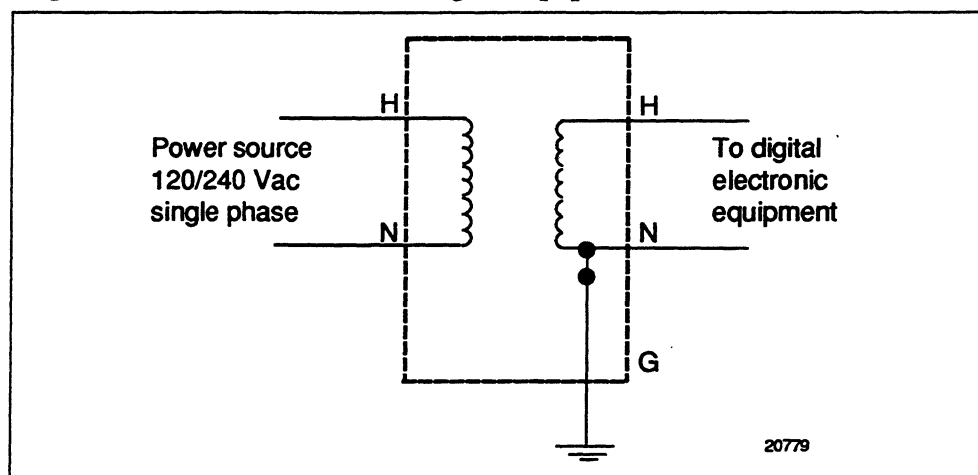 H
H
Power source
120/240 Vac
single phase
To digital
electronic
equipment
N
N
G
20779